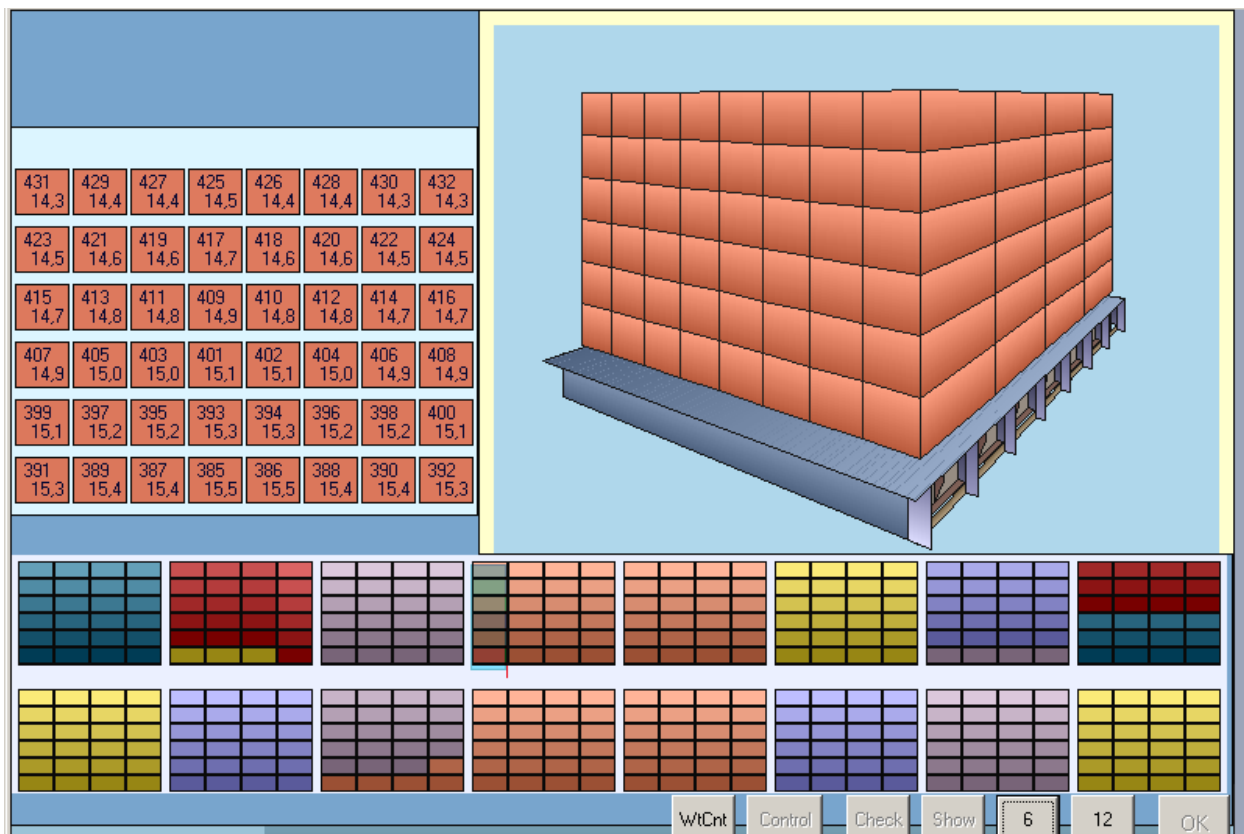 431 429 427 425 426 428 430 432
14,3 14,4 14,4 14,5 14,4 14,4 14,3 14,3
423 421 419 417 418 420 422 424
14,5 14,6 14,6 14,7 14,6 14,6 14,5 14,5
415 413 411 409 410 412 414 416
14,7 14,8 14,8 14,9 14,8 14,8 14,7 14,7
407 405 403 401 402 404 406 408
14,9 15,0 15,0 15,1 15,1 15,0 14,9 14,9
399 397 395 393 394 396 398 400
15,1 15,2 15,2 15,3 15,3 15,2 15,2 15,1
391 389 387 385 386 388 390 392
15,3 15,4 15,4 15,5 15,5 15,4 15,4 15,3
WtCnt Control Check Show 6 12 OK